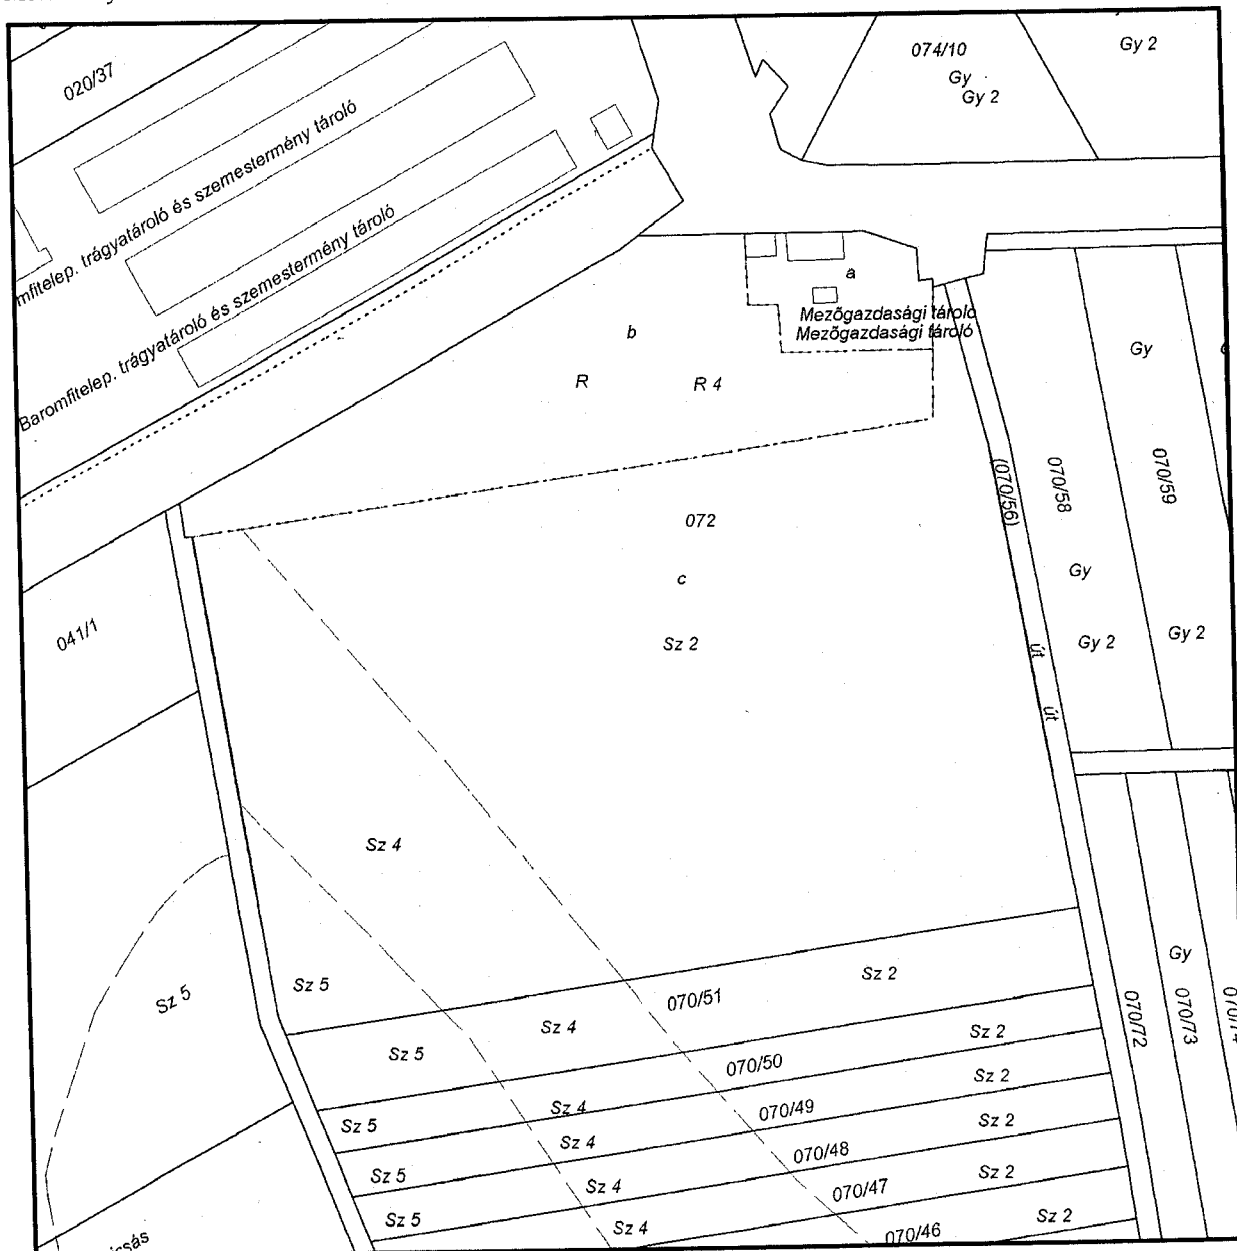 020/37
074/10
Gy
Gy 2
Gy 2
Baromfitelep. trágyatároló és szemestermény tároló
mfitelep. trágyatároló és szemestermény tároló
a
Mezőgazdasági tároló
Mezőgazdasági tároló
b
R
R 4
Gy
(070/56)
070/58
070/59
072
c
Sz 2
Gy
Gy 2
Gy 2
út
út
041/1
Sz 4
Sz 5
Sz 5
Sz 5
Sz 4
070/51
Sz 2
Gy
070/72
070/73
Sz 5
Sz 4
070/50
Sz 2
Sz 5
Sz 4
070/49
Sz 2
Sz 5
Sz 4
070/48
Sz 2
Sz 4
070/47
Sz 2
070/46
Sz 2